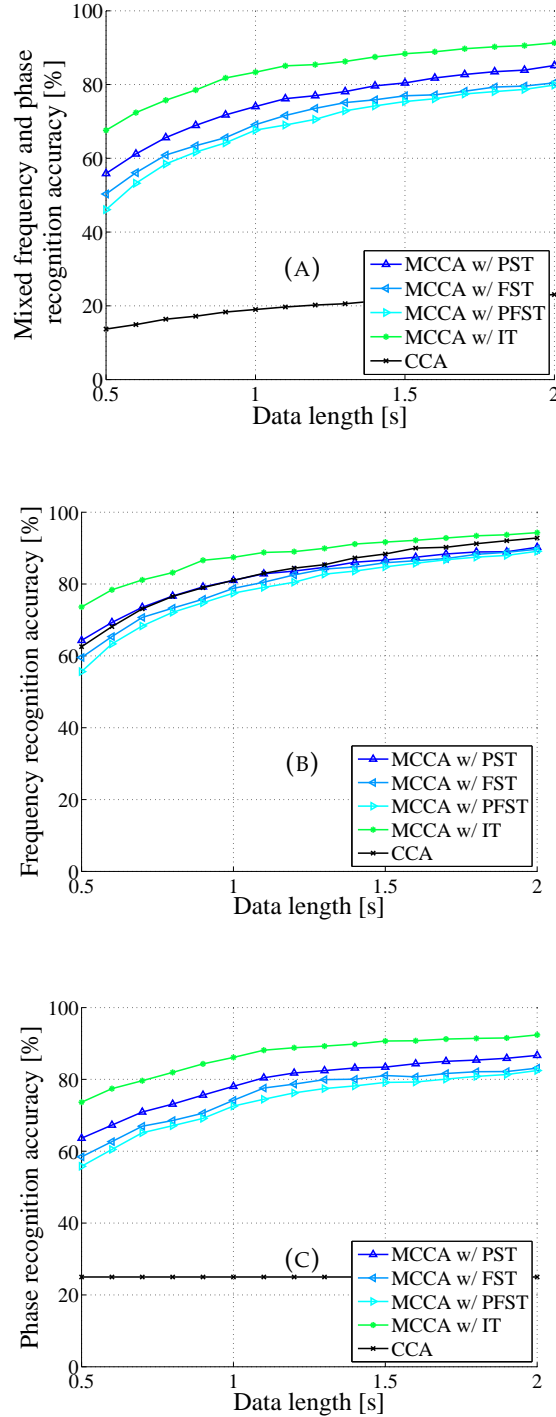 Mixed frequency and phase
recognition accuracy [%]
100
80
60
40
20
0
(A)
MCCA w/ PST
MCCA w/ FST
MCCA w/ PFST
MCCA w/ IT
CCA
0.5 1 1.5 2
Data length [s]
Frequency recognition accuracy [%]
100
80
60
40
20
0
(B)
MCCA w/ PST
MCCA w/ FST
MCCA w/ PFST
MCCA w/ IT
CCA
0.5 1 1.5 2
Data length [s]
Phase recognition accuracy [%]
100
80
60
40
20
0
(C)
MCCA w/ PST
MCCA w/ FST
MCCA w/ PFST
MCCA w/ IT
CCA
0.5 1 1.5 2
Data length [s]